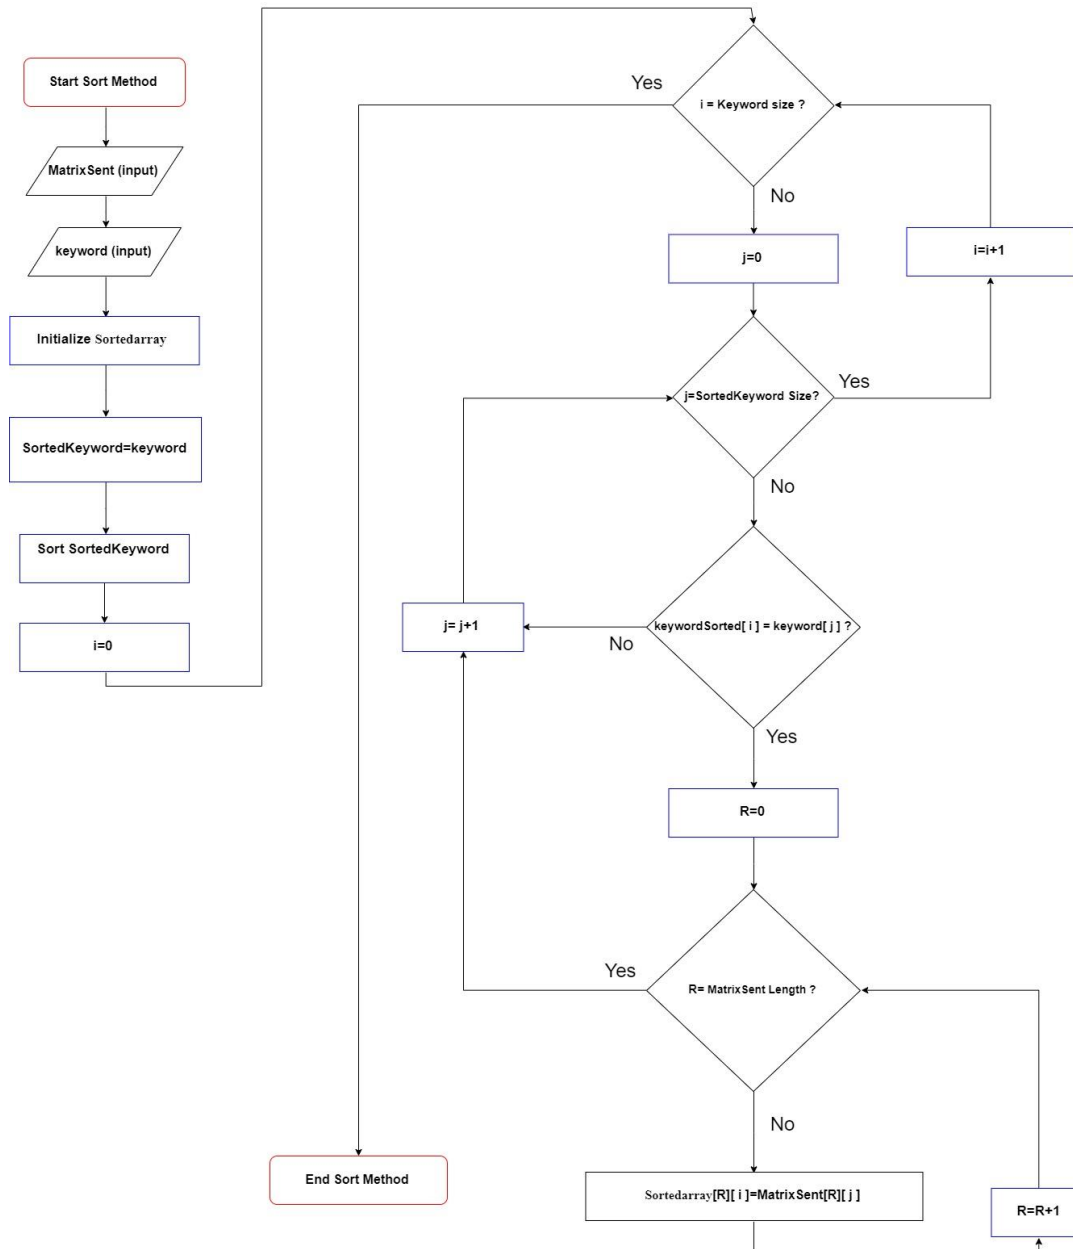 Start Sort Method
MatrixSent (input)
keyword (input)
Initialize Sortedarray
SortedKeyword=keyword
Sort SortedKeyword
i=0
i = Keyword size ?
Yes
No
j=0
i=i+1
j=SortedKeyword Size?
Yes
No
keywordSorted[ i ] = keyword[ j ] ?
No
j= j+1
Yes
R=0
R= MatrixSent Length ?
Yes
No
Sortedarray[R][ i ]=MatrixSent[R][ j ]
R=R+1
End Sort Method